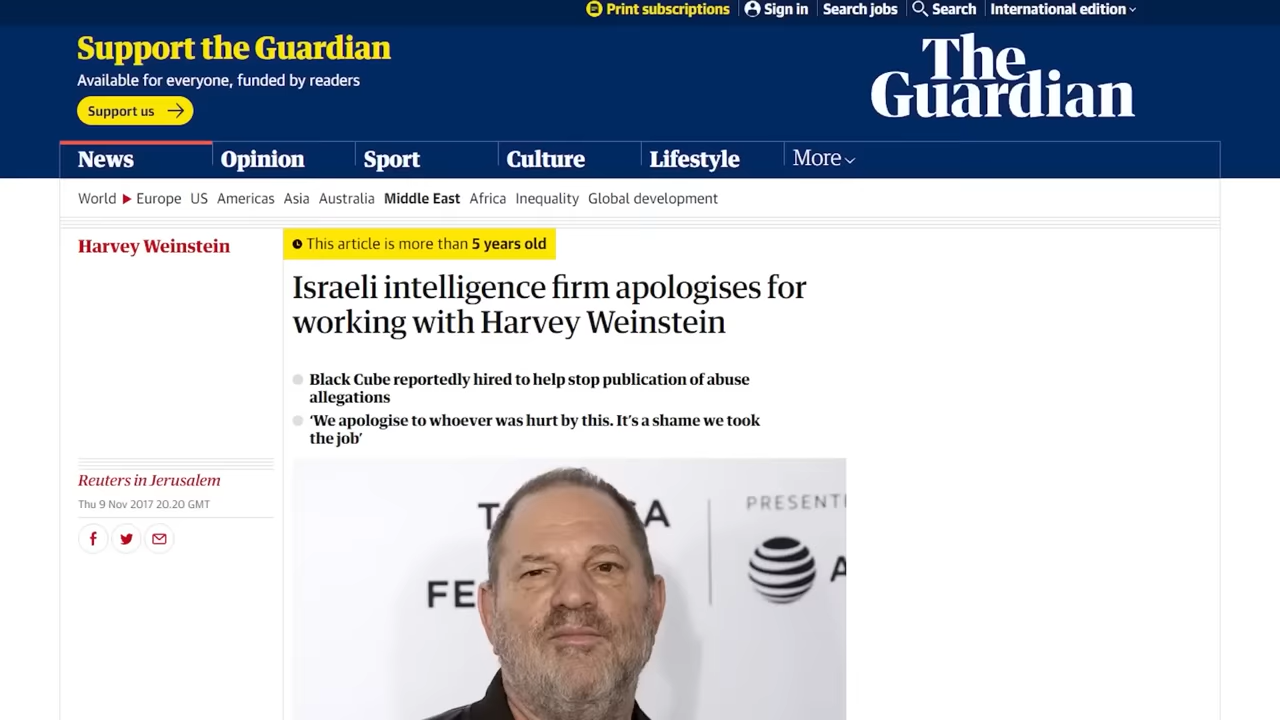 Print subscriptions
Sign in
Search jobs
Search
International edition
Support the Guardian
Available for everyone, funded by readers
Support us
The
Guardian
News
Opinion
Sport
Culture
Lifestyle
More
World
Europe
US
Americas
Asia
Australia
Middle East
Africa
Inequality
Global development
Harvey Weinstein
This article is more than 5 years old
Israeli intelligence firm apologises for
working with Harvey Weinstein
Black Cube reportedly hired to help stop publication of abuse
allegations
‘We apologise to whoever was hurt by this. It’s a shame we took
the job’
Reuters in Jerusalem
Thu 9 Nov 2017 20.20 GMT